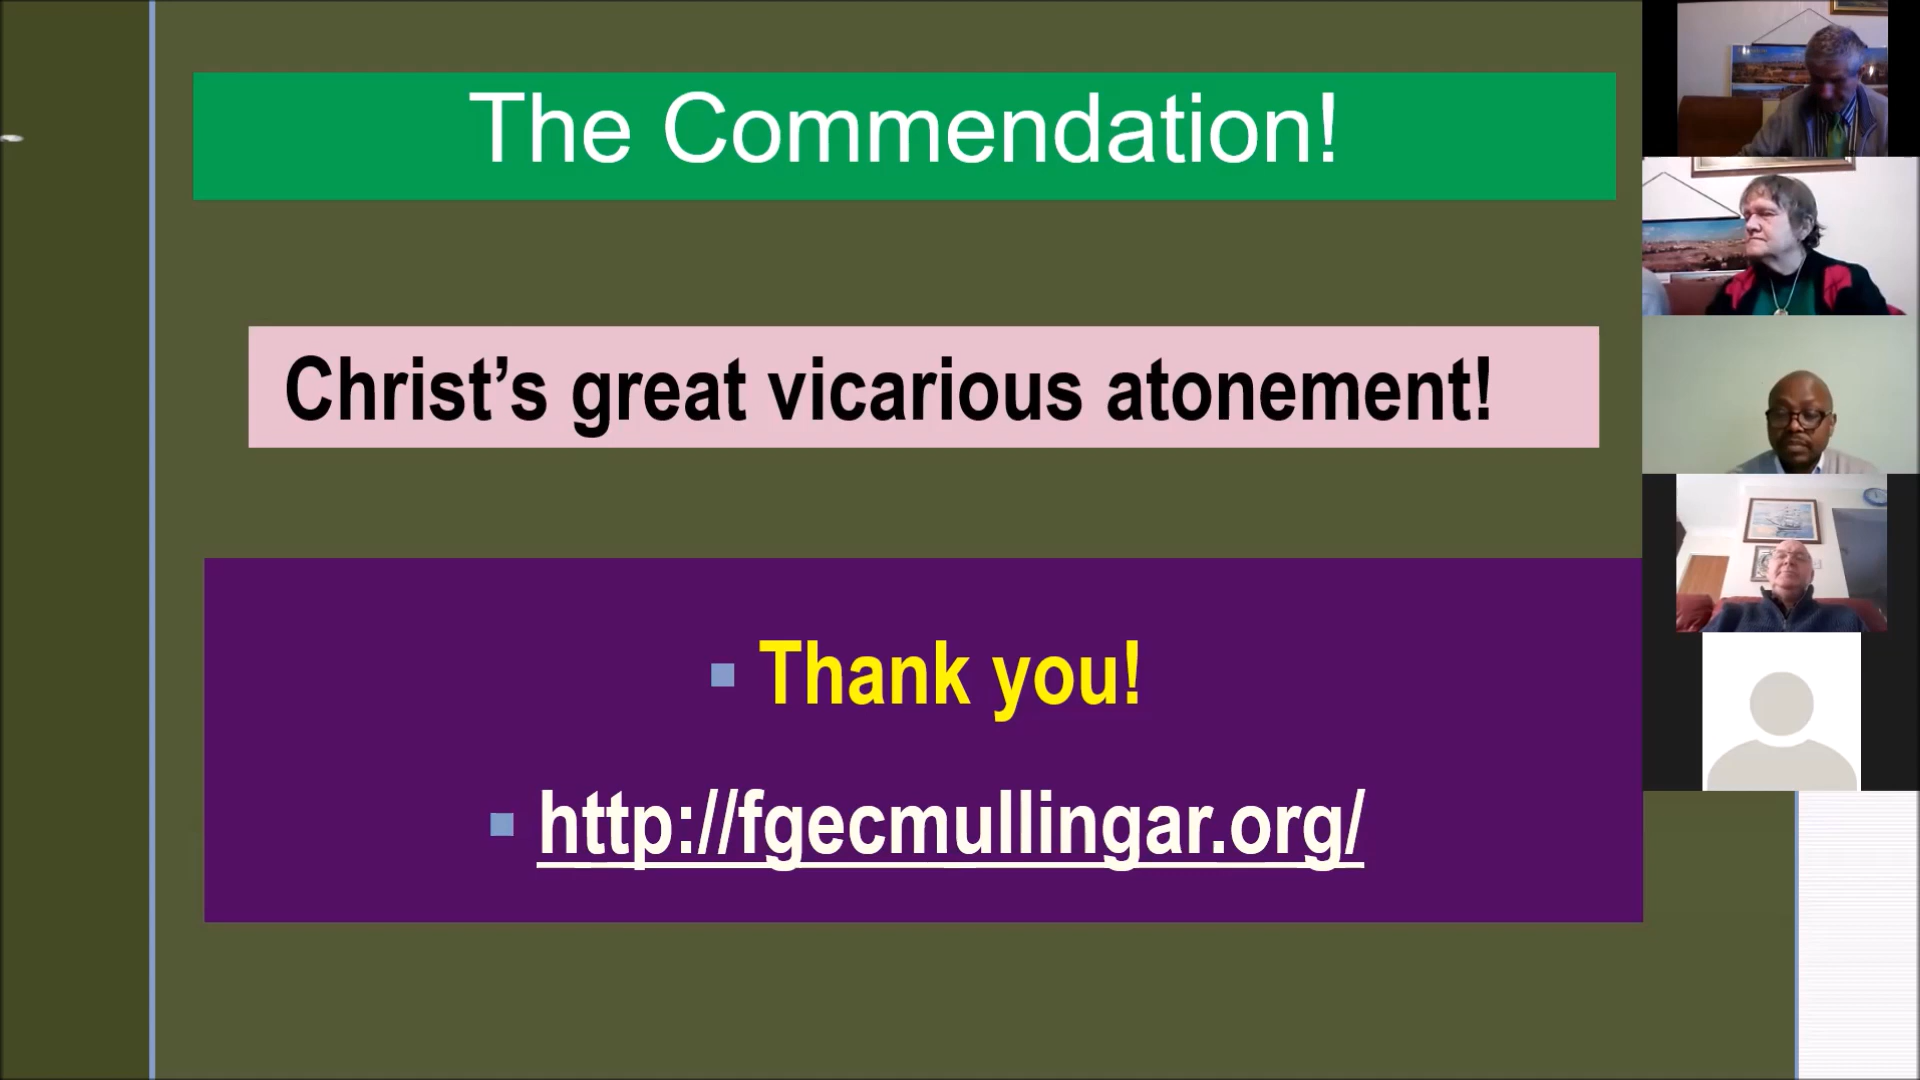 The Commendation!
Christ’s great vicarious atonement!
Thank you!
http://fgecmullingar.org/